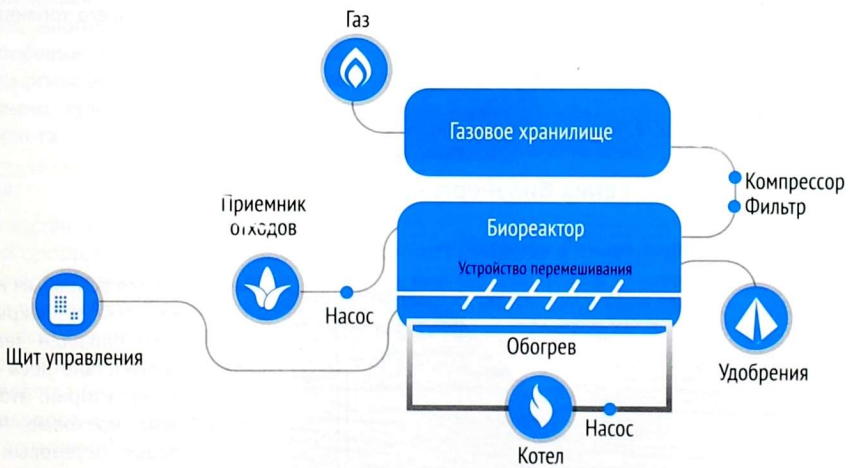 Газ
Газовое хранилище
Компрессор
Фильтр
Приемник
отходов
Биореактор
Устройство перемешивания
Насос
Щит управления
Обогрев
Удобрения
Насос
Котел